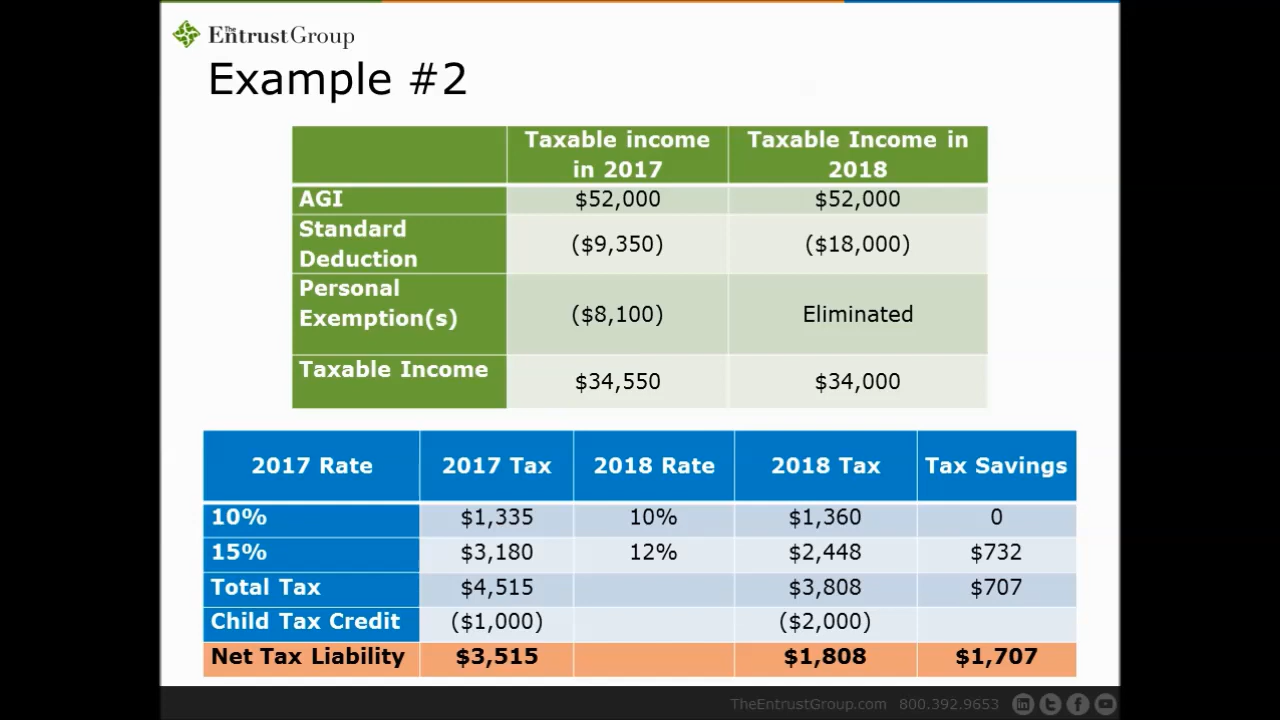 The EntrustGroup
Example #2
Taxable income in 2017 Taxable Income in 2018
AGI $52,000 $52,000
Standard Deduction ($9,350) ($18,000)
Personal Exemption(s) ($8,100) Eliminated
Taxable Income $34,550 $34,000
2017 Rate 2017 Tax 2018 Rate 2018 Tax Tax Savings
10% $1,335 10% $1,360 0
15% $3,180 12% $2,448 $732
Total Tax $4,515 $3,808 $707
Child Tax Credit ($1,000) ($2,000)
Net Tax Liability $3,515 $1,808 $1,707
TheEntrustGroup.com 800.392.9653